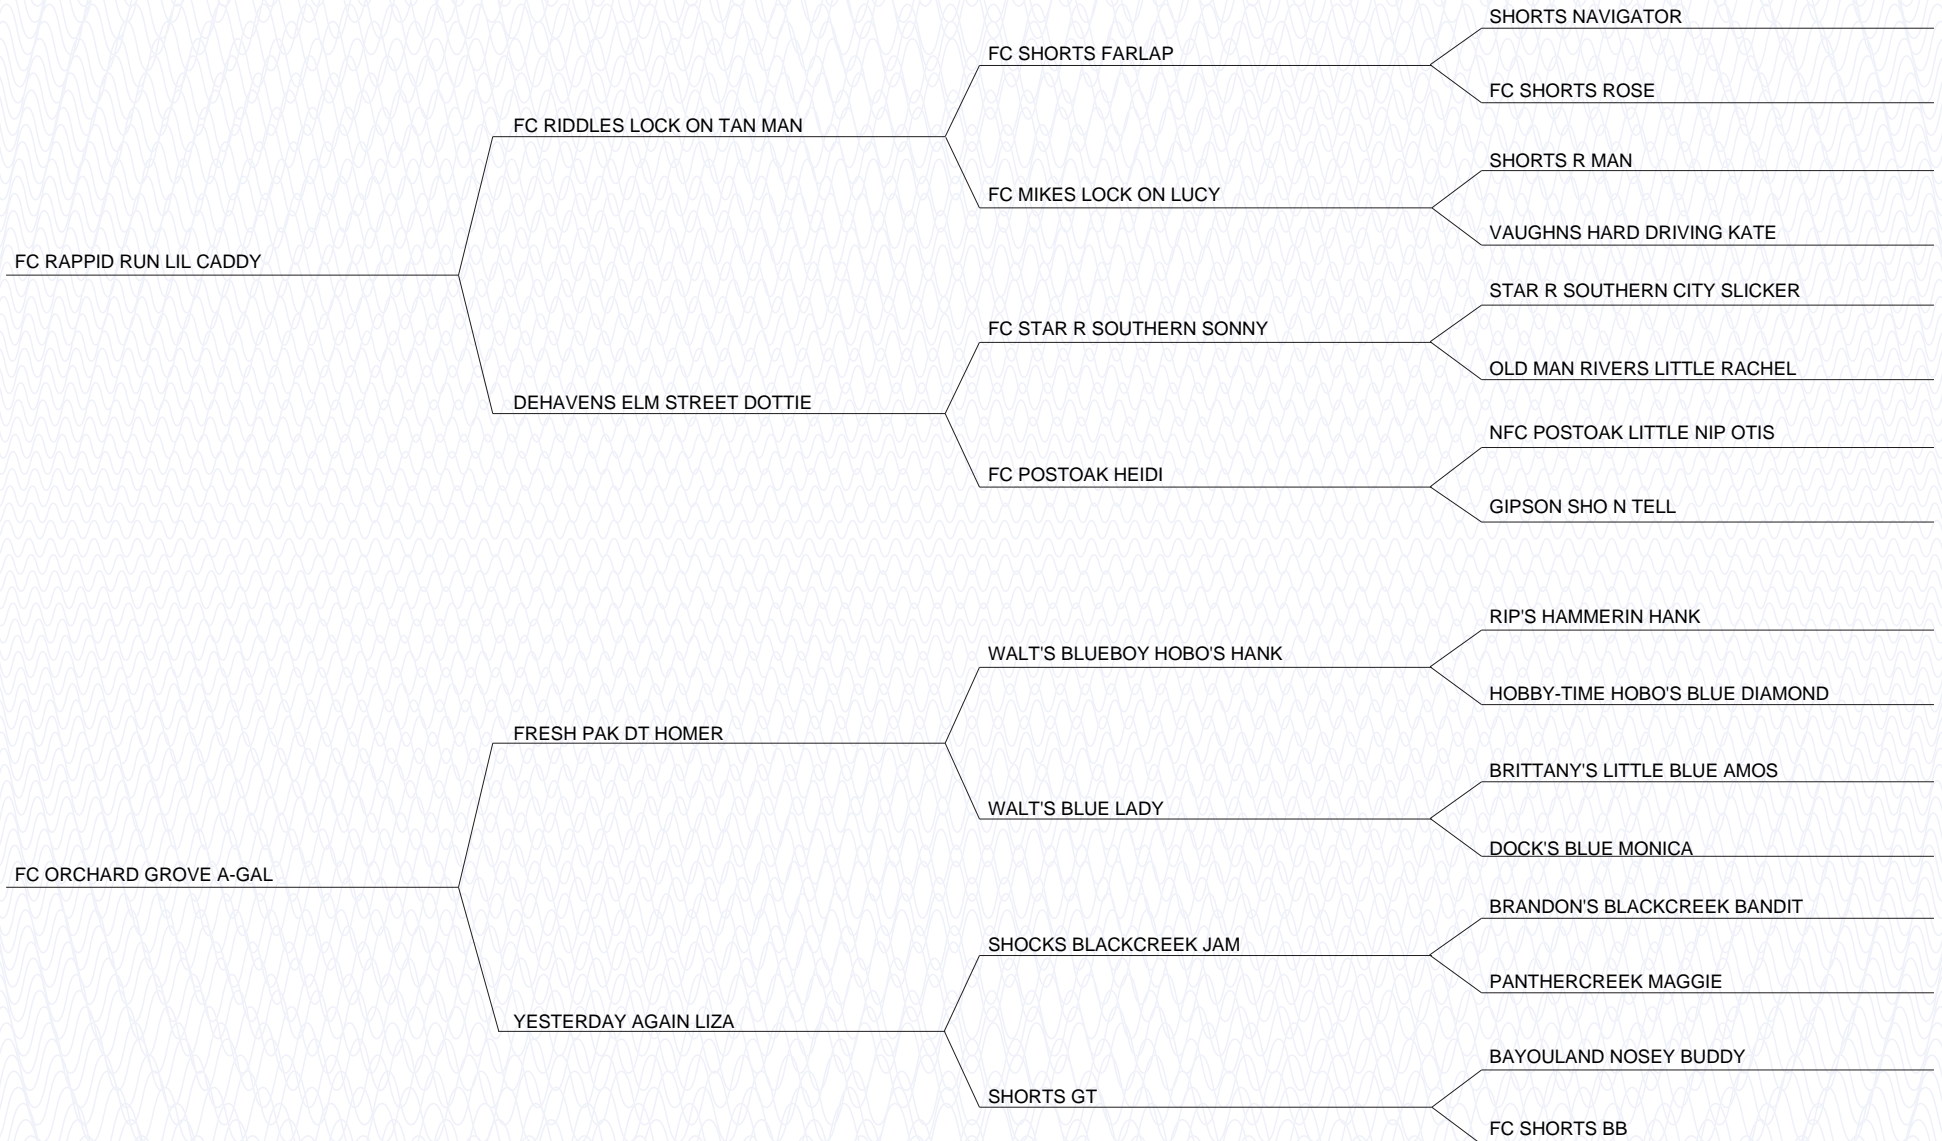 SHORTS NAVIGATOR
FC SHORTS FARLAP
FC SHORTS ROSE
FC RIDDLES LOCK ON TAN MAN
SHORTS R MAN
FC MIKES LOCK ON LUCY
VAUGHNS HARD DRIVING KATE
FC RAPPID RUN LIL CADDY
STAR R SOUTHERN CITY SLICKER
FC STAR R SOUTHERN SONNY
OLD MAN RIVERS LITTLE RACHEL
DEHAVENS ELM STREET DOTTIE
NFC POSTOAK LITTLE NIP OTIS
FC POSTOAK HEIDI
GIPSON SHO N TELL
RIP'S HAMMERIN HANK
WALT'S BLUEBOY HOBO'S HANK
HOBBY-TIME HOBO'S BLUE DIAMOND
FRESH PAK DT HOMER
BRITTANY'S LITTLE BLUE AMOS
WALT'S BLUE LADY
DOCK'S BLUE MONICA
FC ORCHARD GROVE A-GAL
BRANDON'S BLACKCREEK BANDIT
SHOCKS BLACKCREEK JAM
PANTHERCREEK MAGGIE
YESTERDAY AGAIN LIZA
BAYOULAND NOSEY BUDDY
SHORTS GT
FC SHORTS BB